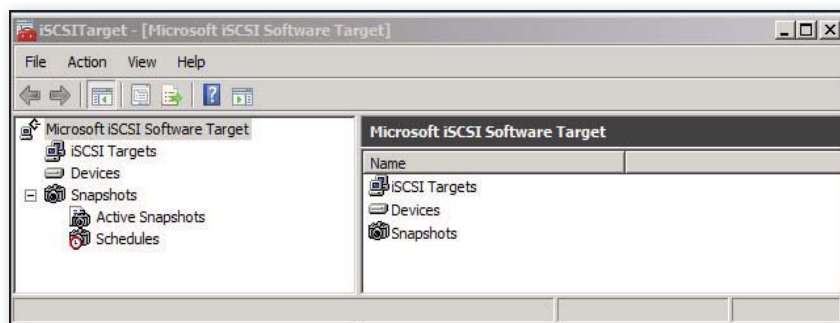 iSCSITarget - [Microsoft iSCSI Software Target]
File Action View Help
Microsoft iSCSI Software Target
iSCSI Targets
Devices
Snapshots
Active Snapshots
Schedules
Microsoft iSCSI Software Target
Name
iSCSI Targets
Devices
Snapshots